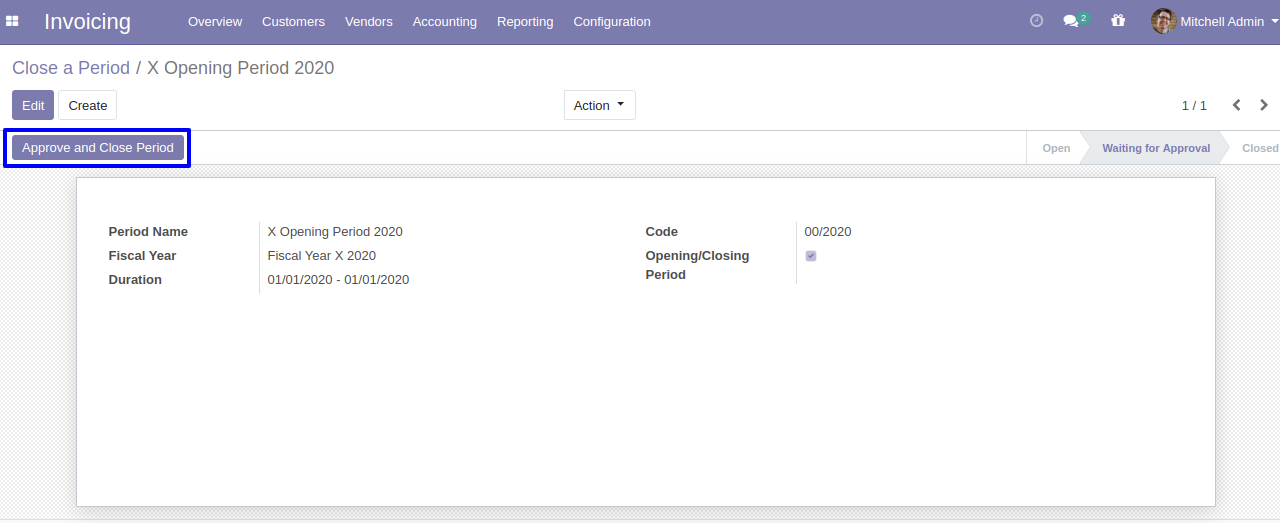 Invoicing Overview Customers Vendors Accounting Reporting Configuration 2 Mitchell Admin
Close a Period / X Opening Period 2020
Edit Create Action 1 / 1
Approve and Close Period Open Waiting for Approval Closed
Period Name X Opening Period 2020 Code 00/2020
Fiscal Year Fiscal Year X 2020 Opening/Closing
Period
Duration 01/01/2020 - 01/01/2020